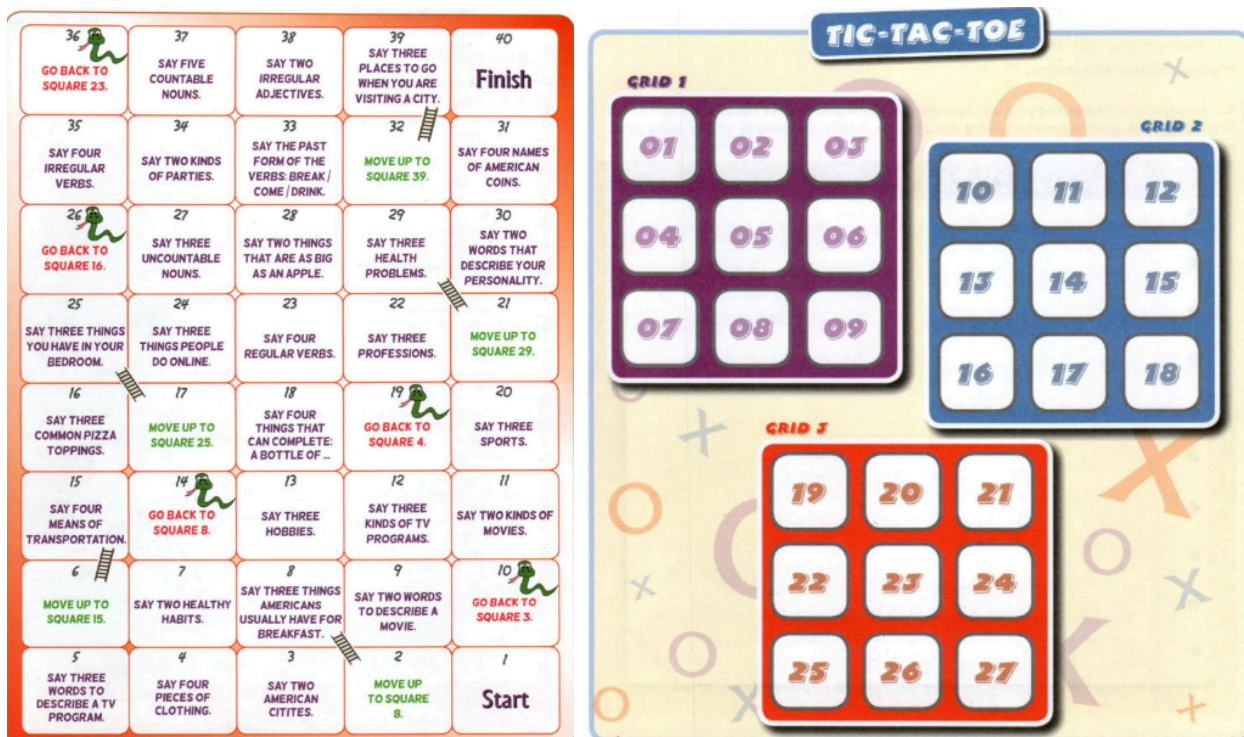 36
GO BACK TO
SQUARE 23.
37
SAY FIVE
COUNTABLE
NOUNS.
38
SAY TWO
IRREGULAR
ADJECTIVES.
39
SAY THREE
PLACES TO GO
WHEN YOU ARE
VISITING A CITY.
40
Finish
35
SAY FOUR
IRREGULAR
VERBS.
34
SAY TWO KINDS
OF PARTIES.
33
SAY THE PAST
FORM OF THE
VERBS: BREAK /
COME / DRINK.
32
MOVE UP TO
SQUARE 39.
31
SAY FOUR NAMES
OF AMERICAN
COINS.
26
GO BACK TO
SQUARE 16.
27
SAY THREE
UNCOUNTABLE
NOUNS.
28
SAY TWO THINGS
THAT ARE AS BIG
AS AN APPLE.
29
SAY THREE
HEALTH
PROBLEMS.
30
SAY TWO
WORDS THAT
DESCRIBE YOUR
PERSONALITY.
25
SAY THREE THINGS
YOU HAVE IN YOUR
BEDROOM.
24
SAY THREE
THINGS PEOPLE
DO ONLINE.
23
SAY FOUR
REGULAR VERBS.
22
SAY THREE
PROFESSIONS.
21
MOVE UP TO
SQUARE 29.
16
SAY THREE
COMMON PIZZA
TOPPINGS.
17
MOVE UP TO
SQUARE 25.
18
SAY FOUR
THINGS THAT
CAN COMPLETE:
A BOTTLE OF ...
19
GO BACK TO
SQUARE 4.
20
SAY THREE
SPORTS.
15
SAY FOUR
MEANS OF
TRANSPORTATION.
14
GO BACK TO
SQUARE 8.
13
SAY THREE
HOBBIES.
12
SAY THREE
KINDS OF TV
PROGRAMS.
11
SAY TWO KINDS OF
MOVIES.
6
MOVE UP TO
SQUARE 15.
7
SAY TWO HEALTHY
HABITS.
8
SAY THREE THINGS
AMERICANS
USUALLY HAVE FOR
BREAKFAST.
9
SAY TWO WORDS
TO DESCRIBE A
MOVIE.
10
GO BACK TO
SQUARE 3.
5
SAY THREE
WORDS TO
DESCRIBE A TV
PROGRAM.
4
SAY FOUR
PIECES OF
CLOTHING.
3
SAY TWO
AMERICAN
CITITES.
2
MOVE UP
TO SQUARE
8.
1
Start
TIC-TAC-TOE
GRID 1
01 02 03
04 05 06
07 08 09
GRID 2
10 11 12
13 14 15
16 17 18
GRID 3
19 20 21
22 23 24
25 26 27